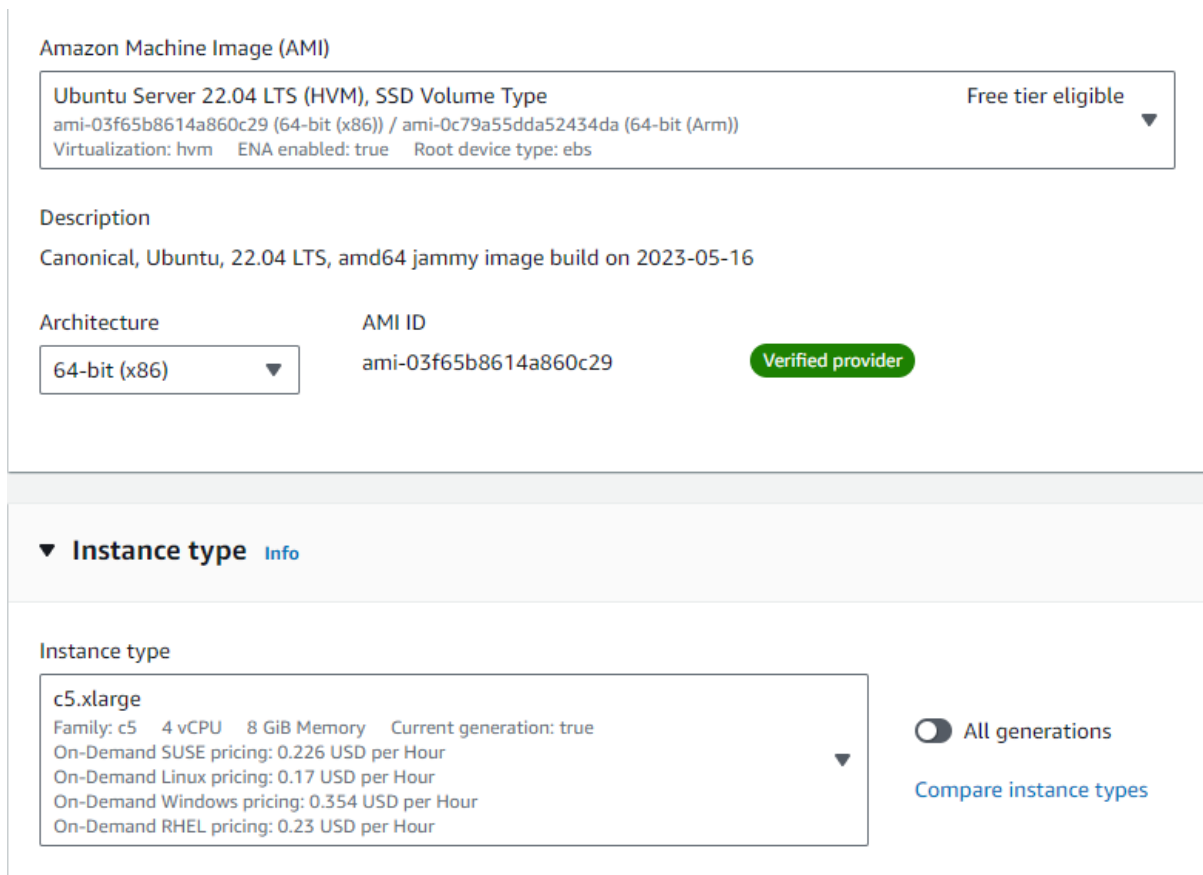 Amazon Machine Image (AMI)
Ubuntu Server 22.04 LTS (HVM), SSD Volume Type Free tier eligible
ami-03f65b8614a860c29 (64-bit (x86)) / ami-0c79a55dda52434da (64-bit (Arm))
Virtualization: hvm ENA enabled: true Root device type: ebs
Description
Canonical, Ubuntu, 22.04 LTS, amd64 jammy image build on 2023-05-16
Architecture AMI ID
64-bit (x86) ami-03f65b8614a860c29 Verified provider
Instance type Info
Instance type
c5.xlarge
Family: c5 4 vCPU 8 GiB Memory Current generation: true
On-Demand SUSE pricing: 0.226 USD per Hour
On-Demand Linux pricing: 0.17 USD per Hour
On-Demand Windows pricing: 0.354 USD per Hour
On-Demand RHEL pricing: 0.23 USD per Hour
All generations
Compare instance types